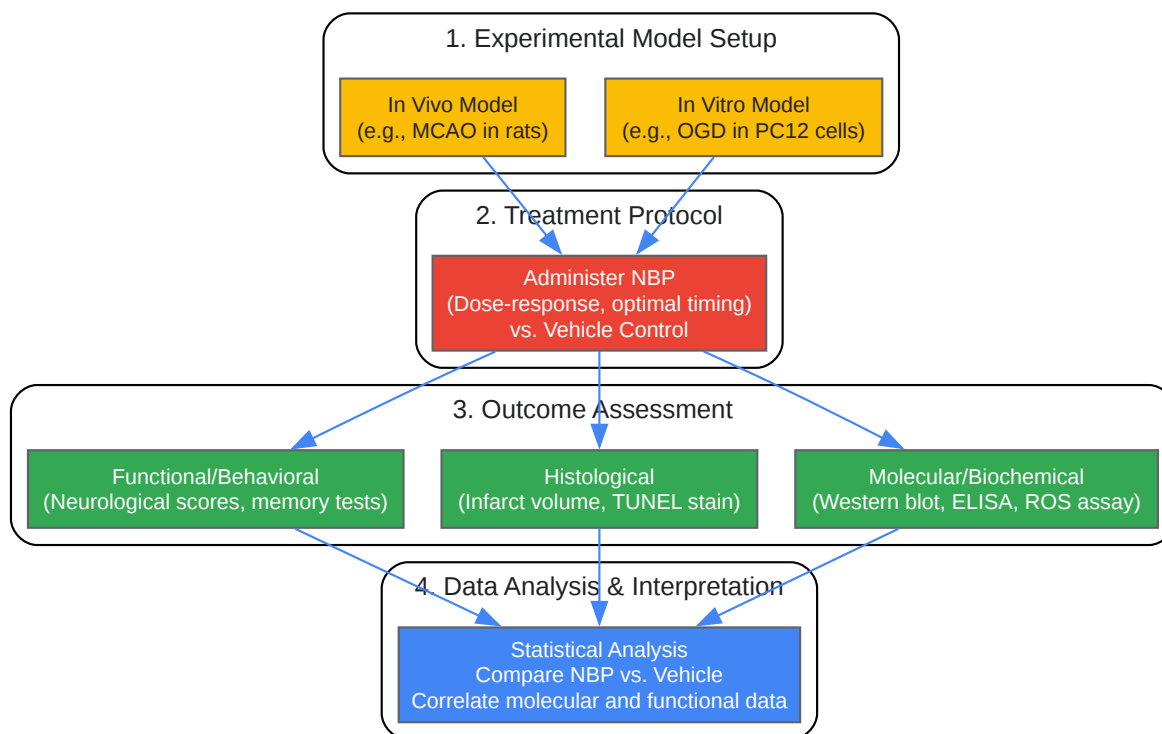 1. Experimental Model Setup
In Vivo Model
(e.g., MCAO in rats)
In Vitro Model
(e.g., OGD in PC12 cells)
2. Treatment Protocol
Administer NBP
(Dose-response, optimal timing)
vs. Vehicle Control
3. Outcome Assessment
Functional/Behavioral
(Neurological scores, memory tests)
Histological
(Infarct volume, TUNEL stain)
Molecular/Biochemical
(Western blot, ELISA, ROS assay)
4. Data Analysis & Interpretation
Statistical Analysis
Compare NBP vs. Vehicle
Correlate molecular and functional data